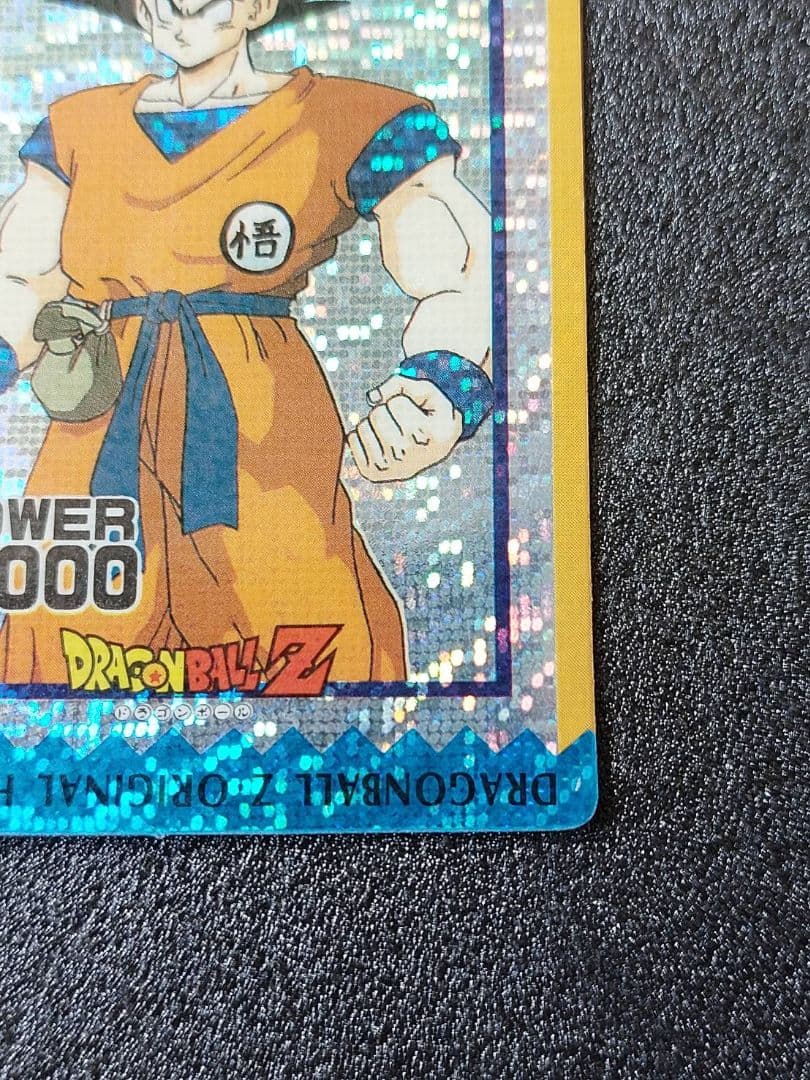 悟
OWER
000
DRAGONBALL Z
ドラゴンボール
DRAGONBALL Z ORIGINAL